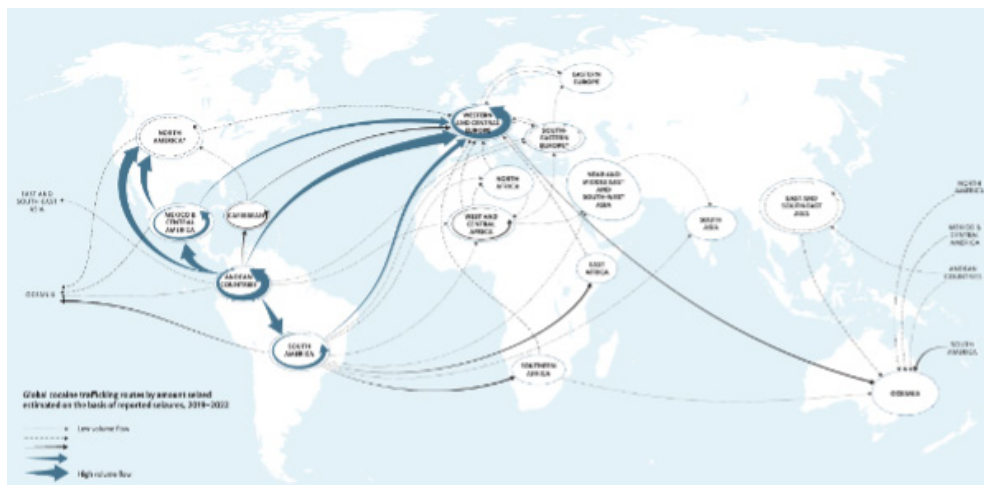 EASTERN
EUROPE
WESTERN
AND CENTRAL
EUROPE
SOUTH-
EASTERN
EUROPE*
NORTH
AMERICA*
NORTH
AFRICA
NEAR AND
MIDDLE EAST
AND
SOUTH-WEST
ASIA
EAST AND
SOUTH-EAST
ASIA
EAST AND
SOUTH-EAST
ASIA
NORTH
AMERICA
MEXICO &
CENTRAL
AMERICA
CARIBBEAN
WEST AND
CENTRAL
AFRICA
SOUTH
ASIA
MEXICO &
CENTRAL
AMERICA
ANDEAN
COUNTRIES
EAST
AFRICA
ANDEAN
COUNTRIES
OCEANIA
SOUTH
AMERICA
SOUTHERN
AFRICA
SOUTH
AMERICA
OCEANIA
Global cocaine trafficking routes by amount seized
estimated on the basis of reported seizures, 2019–2022
Low volume flow
High volume flow